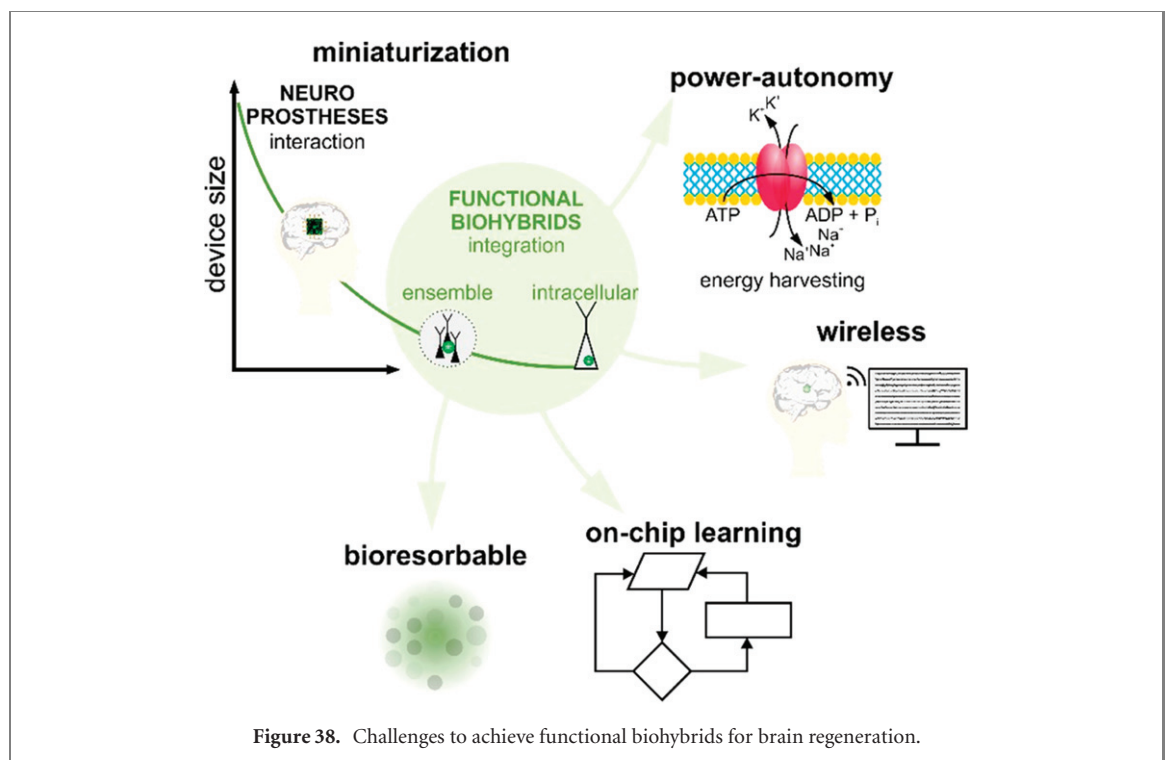 miniaturization
NEURO
PROSTHESES
interaction
device size
FUNCTIONAL
BIOHYBRIDS
integration
ensemble
intracellular
power-autonomy
K⁺K⁺
ATP
ADP + Pᵢ
Na⁺
Na⁺Na⁺
energy harvesting
wireless
bioresorbable
on-chip learning
Figure 38. Challenges to achieve functional biohybrids for brain regeneration.